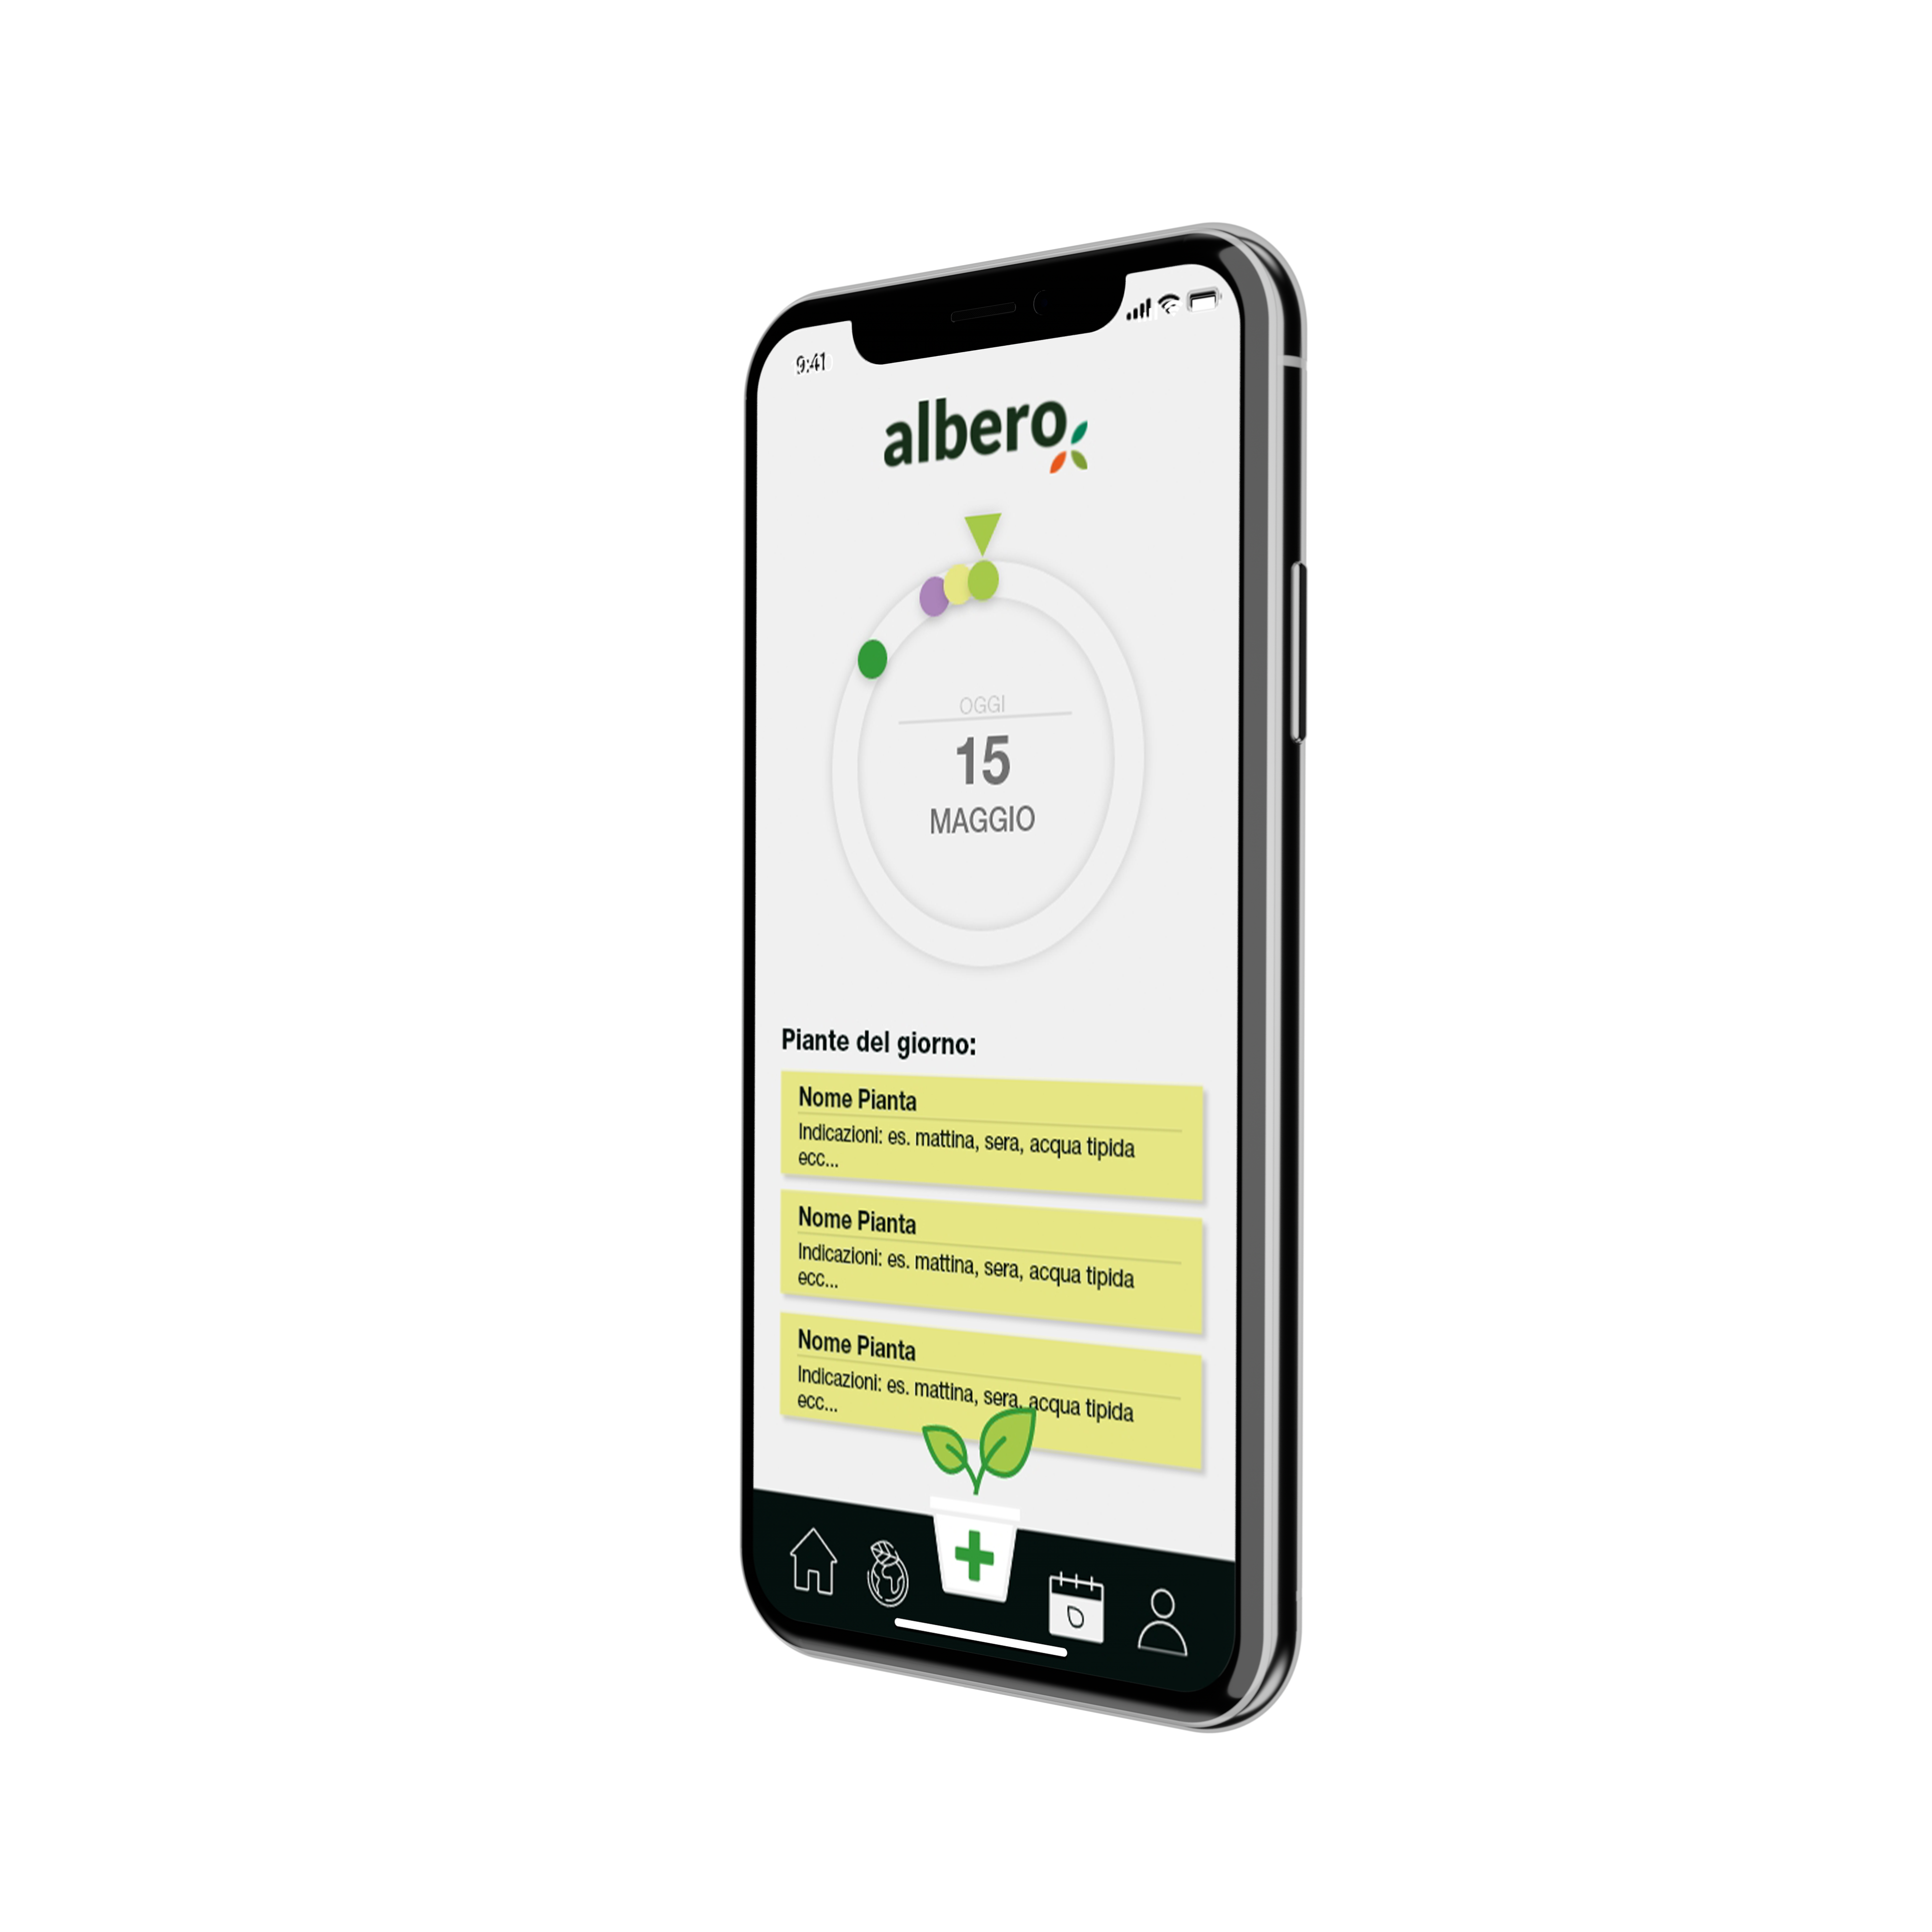 9:41
albero
OGGI
15
MAGGIO
Piante del giorno:
Nome Pianta
Indicazioni: es. mattina, sera, acqua tipida
ecc...
Nome Pianta
Indicazioni: es. mattina, sera, acqua tipida
ecc...
Nome Pianta
Indicazioni: es. mattina, sera, acqua tipida
ecc...